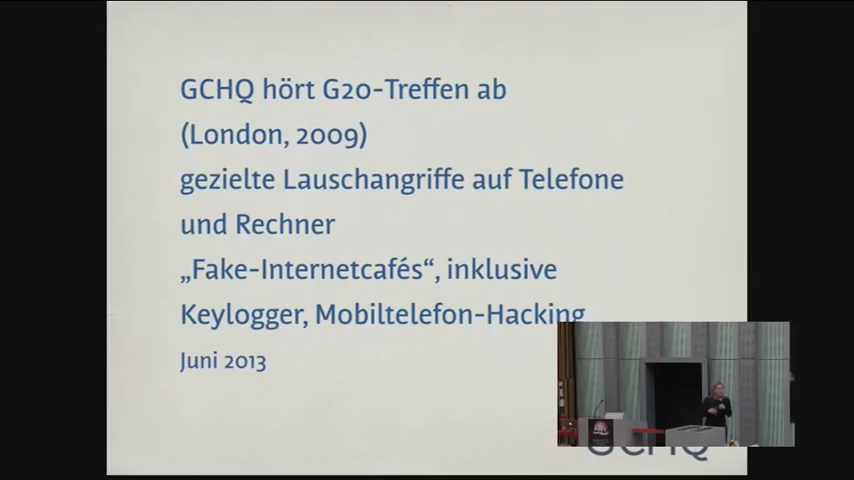 GCHQ hört G20-Treffen ab
(London, 2009)
gezielte Lauschangriffe auf Telefone
und Rechner
„Fake-Internetcafés“, inklusive
Keylogger, Mobiltelefon-Hacking
Juni 2013
GCHQ